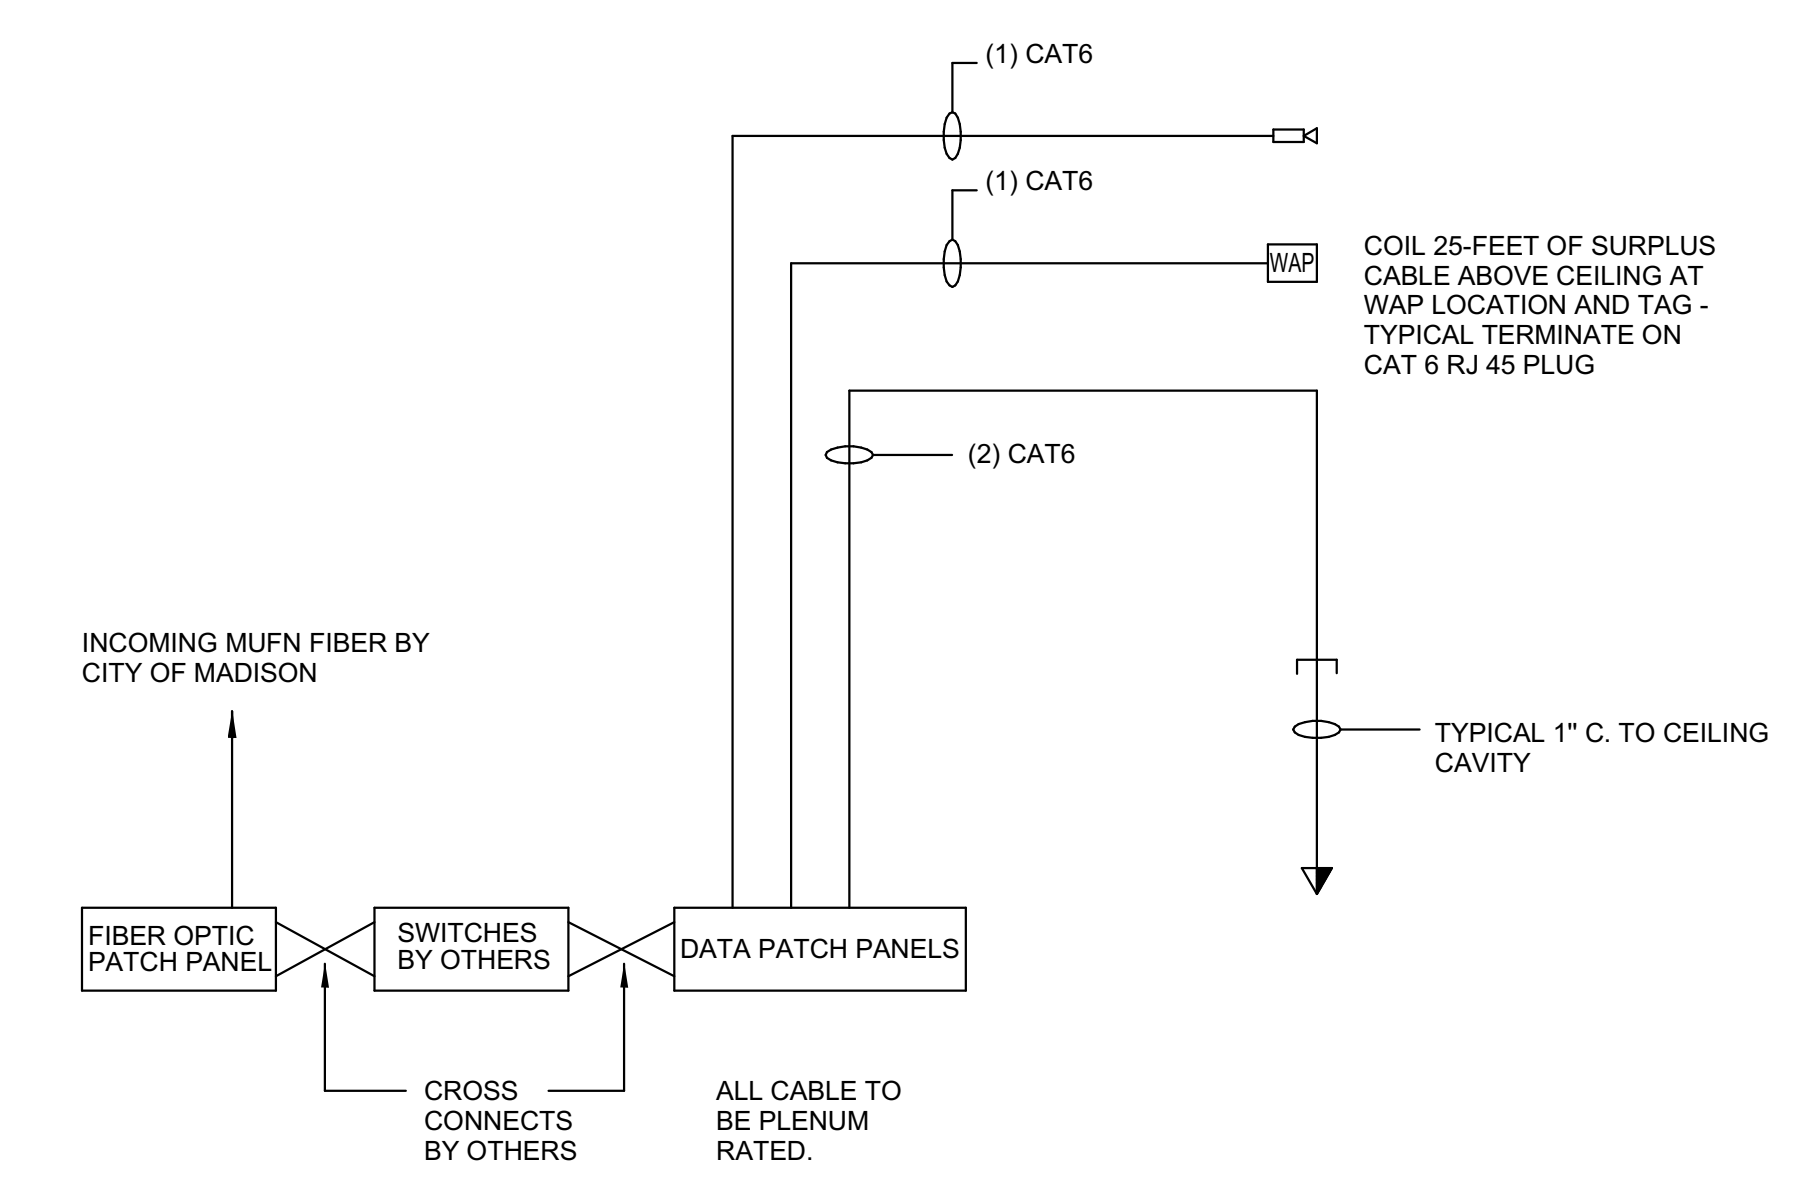 (1) CAT6
(1) CAT6
WAP
COIL 25-FEET OF SURPLUS
CABLE ABOVE CEILING AT
WAP LOCATION AND TAG -
TYPICAL TERMINATE ON
CAT 6 RJ 45 PLUG
(2) CAT6
INCOMING MUFN FIBER BY
CITY OF MADISON
TYPICAL 1" C. TO CEILING
CAVITY
FIBER OPTIC
PATCH PANEL
SWITCHES
BY OTHERS
DATA PATCH PANELS
CROSS
CONNECTS
BY OTHERS
ALL CABLE TO
BE PLENUM
RATED.